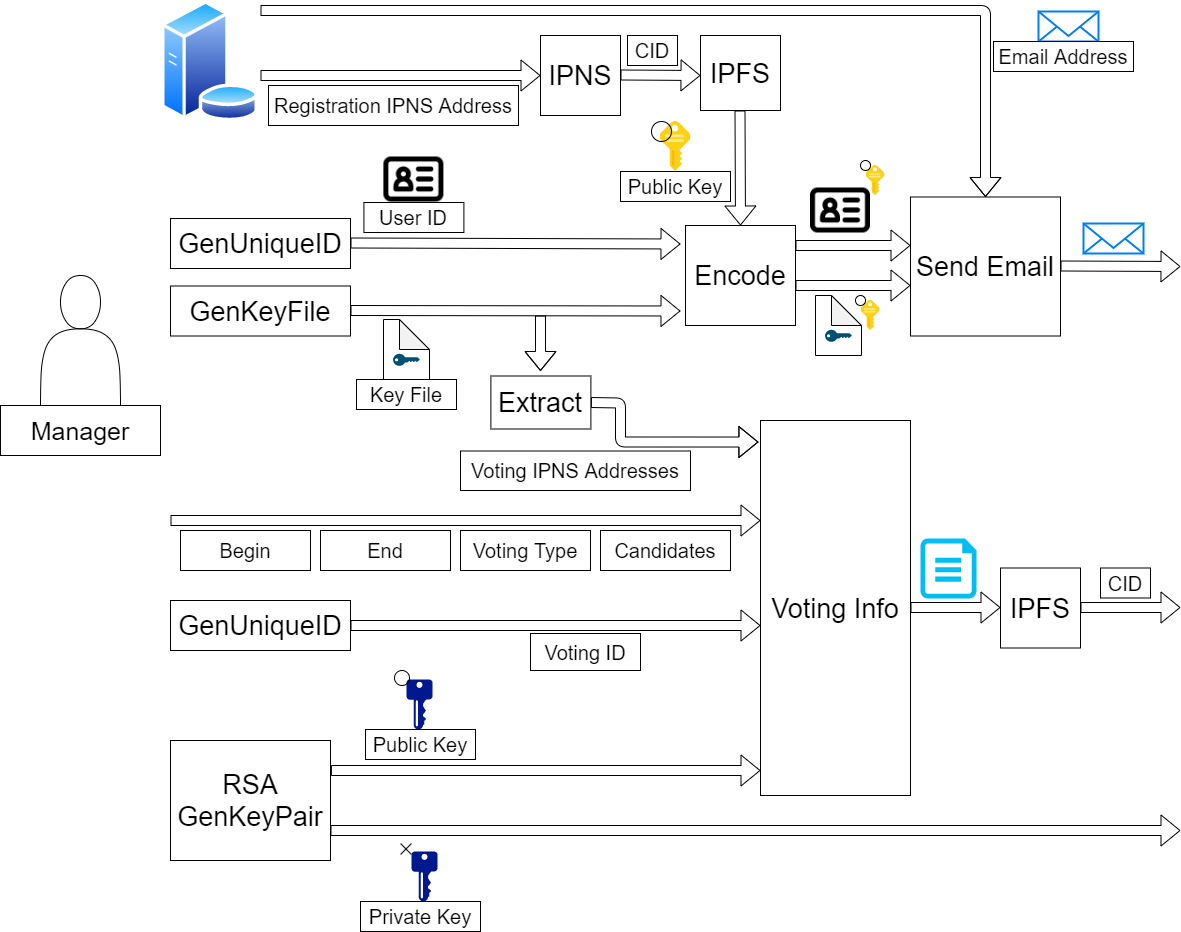 Email Address
IPNS
CID
IPFS
Registration IPNS Address
Public Key
User ID
GenUniqueID
Encode
Send Email
GenKeyFile
Key File
Manager
Extract
Voting IPNS Addresses
Begin
End
Voting Type
Candidates
Voting Info
IPFS
CID
GenUniqueID
Voting ID
Public Key
RSA
GenKeyPair
Private Key